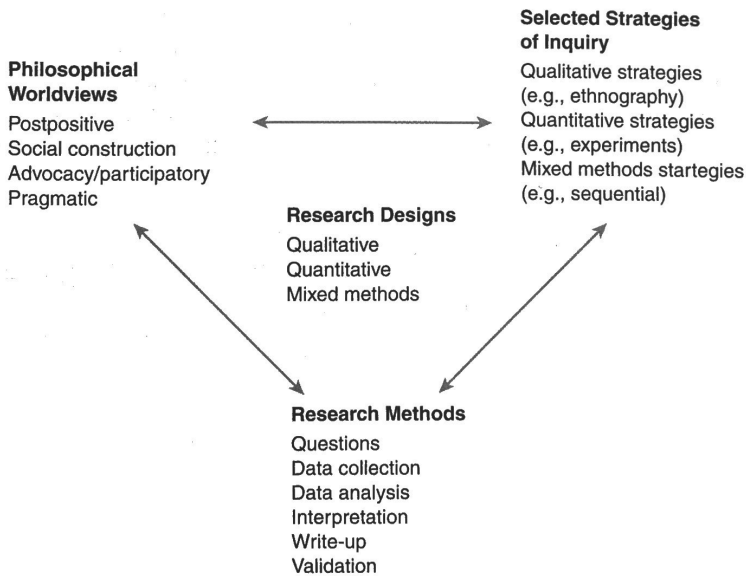 Philosophical
Worldviews
Postpositive
Social construction
Advocacy/participatory
Pragmatic
Selected Strategies
of Inquiry
Qualitative strategies
(e.g., ethnography)
Quantitative strategies
(e.g., experiments)
Mixed methods startegies
(e.g., sequential)
Research Designs
Qualitative
Quantitative
Mixed methods
Research Methods
Questions
Data collection
Data analysis
Interpretation
Write-up
Validation